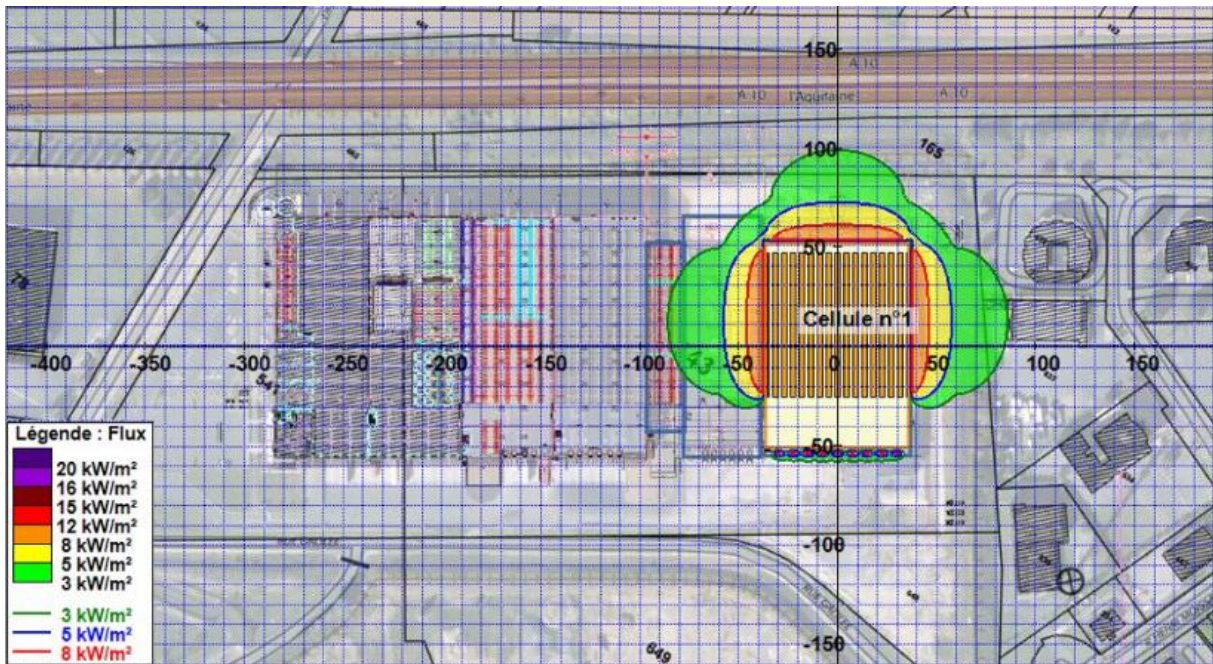 150
A 10
A 10
l'Aquitaine
A 10
100
165
50
Cellule n°1
-400
-350
-300
-250
-200
-150
-100
-50
0
50
100
150
43
541
-50
Légende : Flux
20 kW/m²
16 kW/m²
15 kW/m²
12 kW/m²
8 kW/m²
5 kW/m²
3 kW/m²
3 kW/m²
5 kW/m²
8 kW/m²
-100
-150
649